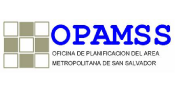 OPAMSS
OFICINA DE PLANIFICACION DEL AREA
METROPOLITANA DE SAN SALVADOR